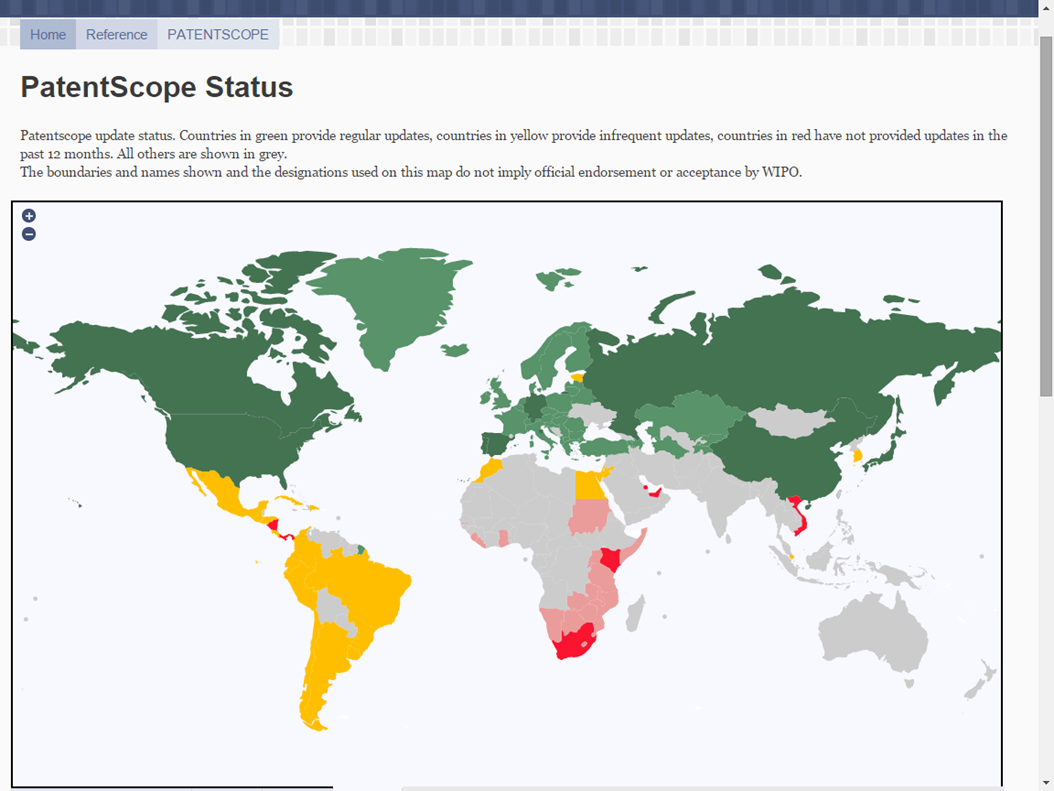 Home Reference PATENTSCOPE
PatentScope Status
Patentscope update status. Countries in green provide regular updates, countries in yellow provide infrequent updates, countries in red have not provided updates in the
past 12 months. All others are shown in grey.
The boundaries and names shown and the designations used on this map do not imply official endorsement or acceptance by WIPO.
+
−